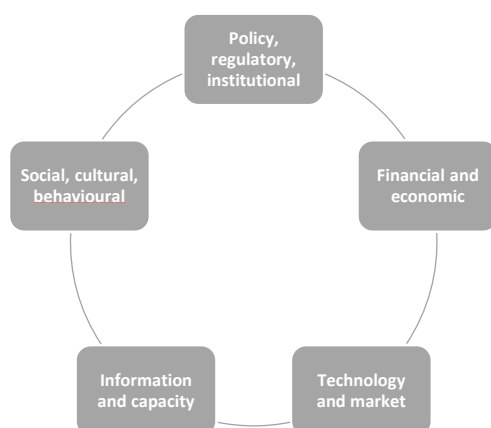 Policy,
regulatory,
institutional
Financial and
economic
Technology
and market
Information
and capacity
Social, cultural,
behavioural